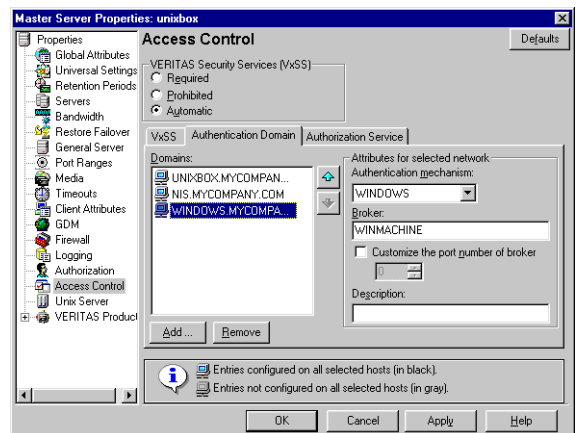 Master Server Properties: unixbox
Properties
Global Attributes
Universal Settings
Retention Periods
Servers
Bandwidth
Restore Failover
General Server
Port Ranges
Media
Timeouts
Client Attributes
GDM
Firewall
Logging
Authorization
Access Control
Unix Server
VERITAS Product
Access Control
Defaults
VERITAS Security Services (VxSS)
Required
Prohibited
Automatic
VxSS Authentication Domain Authorization Service
Domains:
UNIXBOX.MYCOMPAN...
NIS.MYCOMPANY.COM
WINDOWS.MYCOMPA...
Add ... Remove
Attributes for selected network
Authentication mechanism:
WINDOWS
Broker:
WINMACHINE
Customize the port number of broker
0
Description:
Entries configured on all selected hosts (in black).
Entries not configured on all selected hosts (in gray).
OK Cancel Apply Help